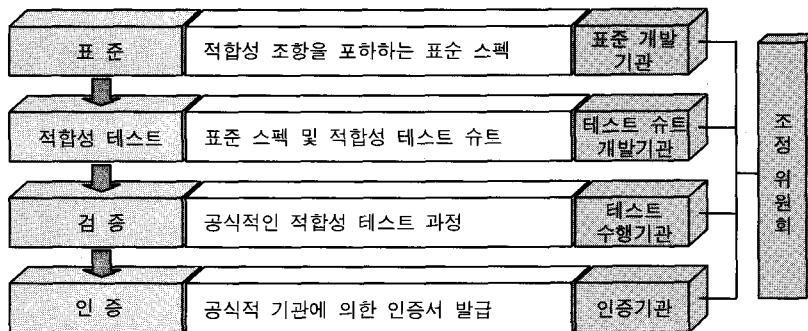 표 준
적합성 조항을 포하하는 표순 스펙
표준 개발
기관
적합성 테스트
표준 스펙 및 적합성 테스트 슈트
테스트 슈트
개발기관
검 증
공식적인 적합성 테스트 과정
테스트
수행기관
인 증
공식적 기관에 의한 인증서 발급
인증기관
조정 위원회